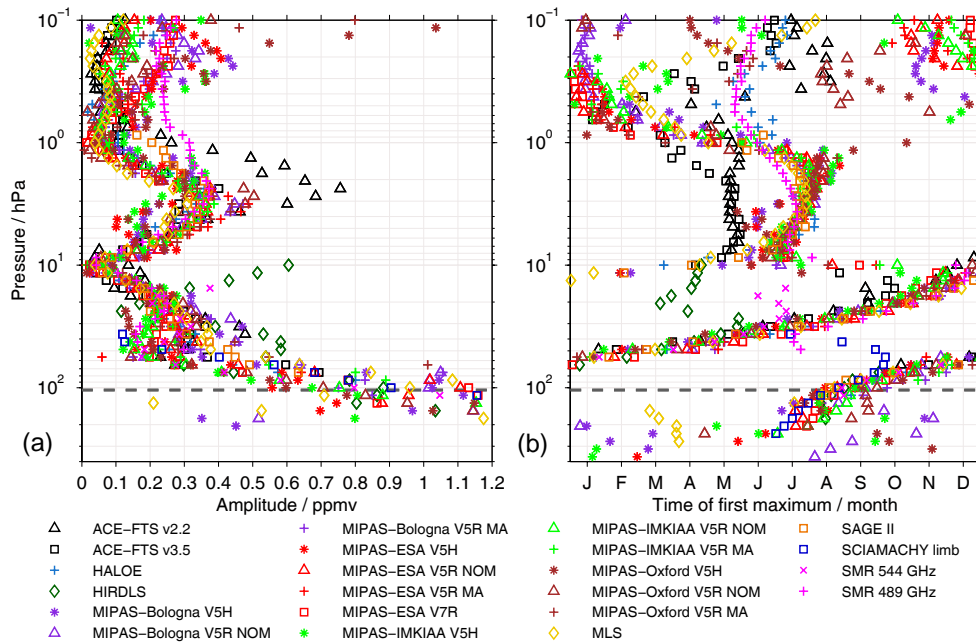 10⁻¹
10⁰
10¹
10²
Pressure / hPa
(a)
0 0.1 0.2 0.3 0.4 0.5 0.6 0.7 0.8 0.9 1 1.1 1.2
Amplitude / ppmv
10⁻¹
10⁰
10¹
10²
(b)
J F M A M J J A S O N D
Time of first maximum / month
ACE−FTS v2.2
ACE−FTS v3.5
HALOE
HIRDLS
MIPAS−Bologna V5H
MIPAS−Bologna V5R NOM
MIPAS−Bologna V5R MA
MIPAS−ESA V5H
MIPAS−ESA V5R NOM
MIPAS−ESA V5R MA
MIPAS−ESA V7R
MIPAS−IMKIAA V5H
MIPAS−IMKIAA V5R NOM
MIPAS−IMKIAA V5R MA
MIPAS−Oxford V5H
MIPAS−Oxford V5R NOM
MIPAS−Oxford V5R MA
MLS
SAGE II
SCIAMACHY limb
SMR 544 GHz
SMR 489 GHz